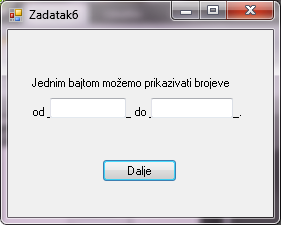 Zadatak6
Jednim bajtom možemo prikazivati brojeve
od _ _ do _ _.
Dalje